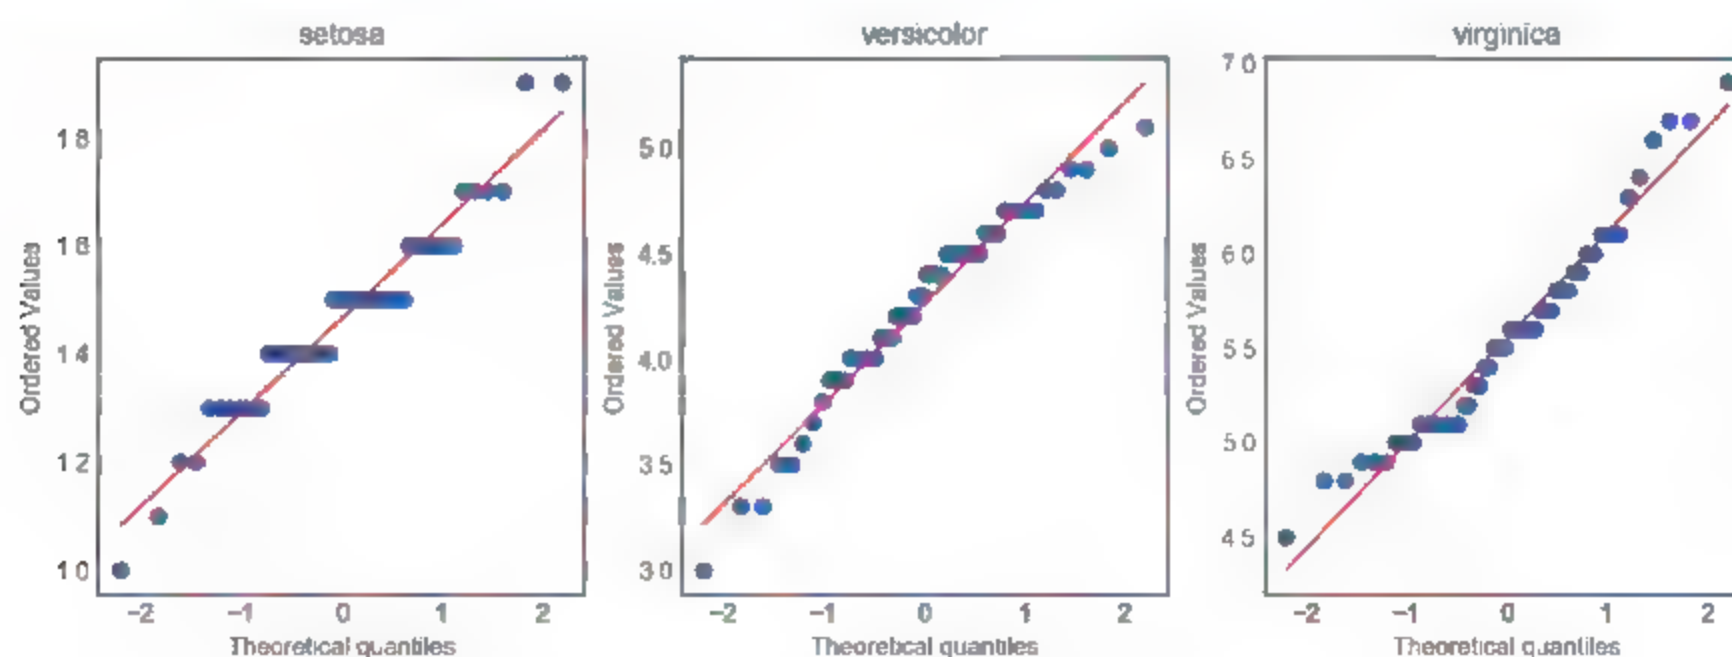 setosa
versicolor
virginica
Ordered Values
1 8
1 6
1 4
1 2
1 0
−2 −1 0 1 2
Theoretical quantiles
Ordered Values
5 0
4.5
4.0
3 5
3 0
−2 −1 0 1 2
Theoretical quantiles
Ordered Values
7 0
6 5
6 0
5 5
5 0
4 5
−2 −1 0 1 2
Theoretical quantiles